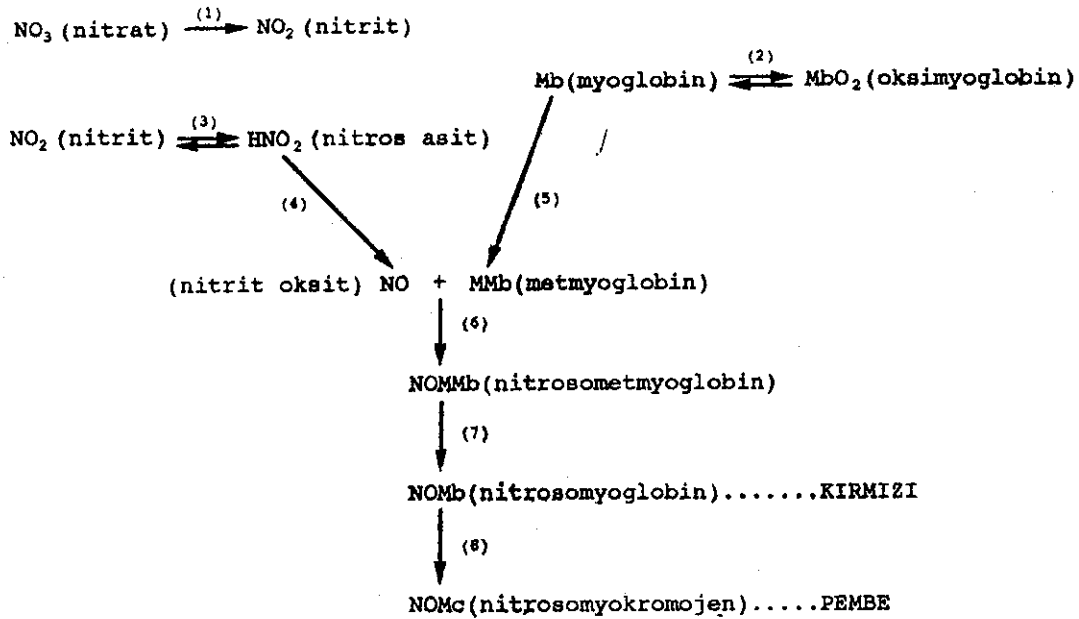 NO₃ (nitrat) (1) NO₂ (nitrit)
Mb(myoglobin) (2) MbO₂ (oksimyoglobin)
NO₂ (nitrit) (3) HNO₂ (nitros asit)
(4) (5)
(nitrit oksit) NO + MMb(metmyoglobin)
(6)
NOMMb(nitrosometmyoglobin)
(7)
NOMb(nitrosomyoglobin).......KIRMIZI
(8)
NOMc(nitrosomyokromojen).....PEMBE